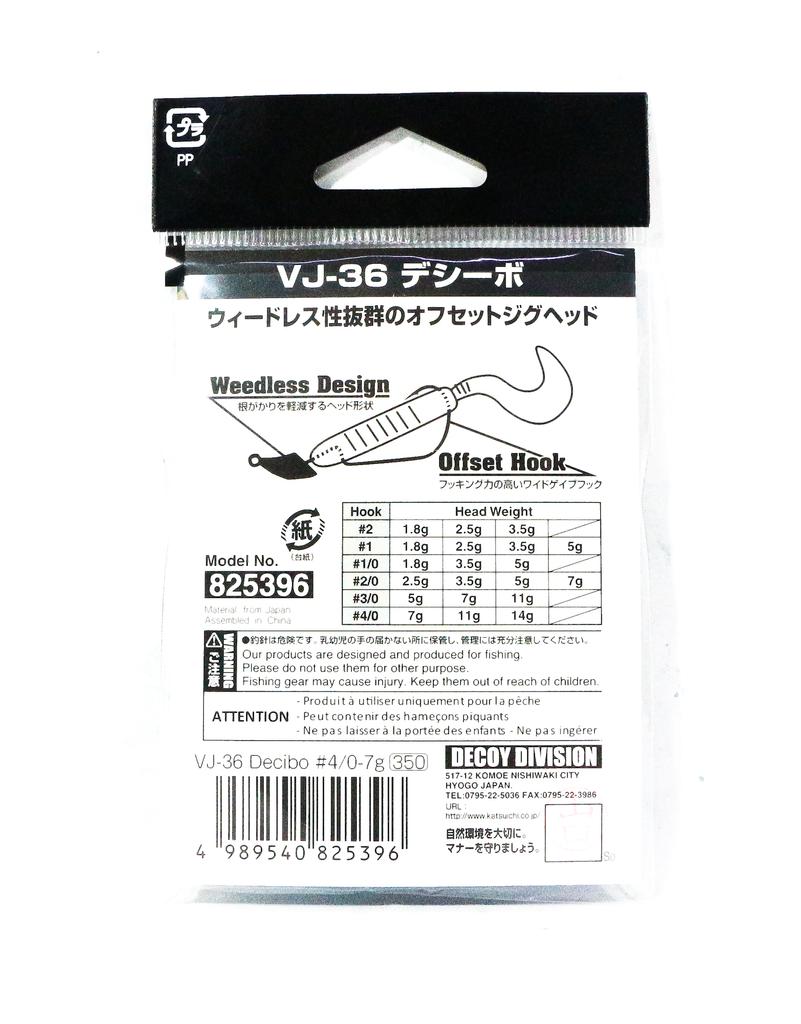 プラ
PP
VJ-36 デシーボ
ウィードレス性抜群のオフセットジグヘッド
Weedless Design
根がかりを軽減するヘッド形状
Offset Hook
フッキング力の高いワイドゲイプフック
紙
(台紙)
Hook Head Weight
#2 1.8g 2.5g 3.5g
#1 1.8g 2.5g 3.5g 5g
#1/0 1.8g 3.5g 5g
#2/0 2.5g 3.5g 5g 7g
#3/0 5g 7g 11g
#4/0 7g 11g 14g
Model No.
825396
Material from Japan
Assembled in China
WARNING
ご注意
●釣針は危険です。乳幼児の手の届かない所に保管し、管理には充分注意してください。
Our products are designed and produced for fishing.
Please do not use them for other purpose.
Fishing gear may cause injury. Keep them out of reach of children.
ATTENTION
- Produit à utiliser uniquement pour la pêche
- Peut contenir des hameçons piquants
- Ne pas laisser à la portée des enfants - Ne pas ingérer
VJ-36 Decibo #4/0-7g 350
4 989540 825396
DECOY DIVISION
517-12 KOMOE NISHIWAKI CITY
HYOGO JAPAN.
TEL:0795-22-5036 FAX:0795-22-3986
URL :
http://www.katsuichi.co.jp/
自然環境を大切に。
マナーを守りましょう。